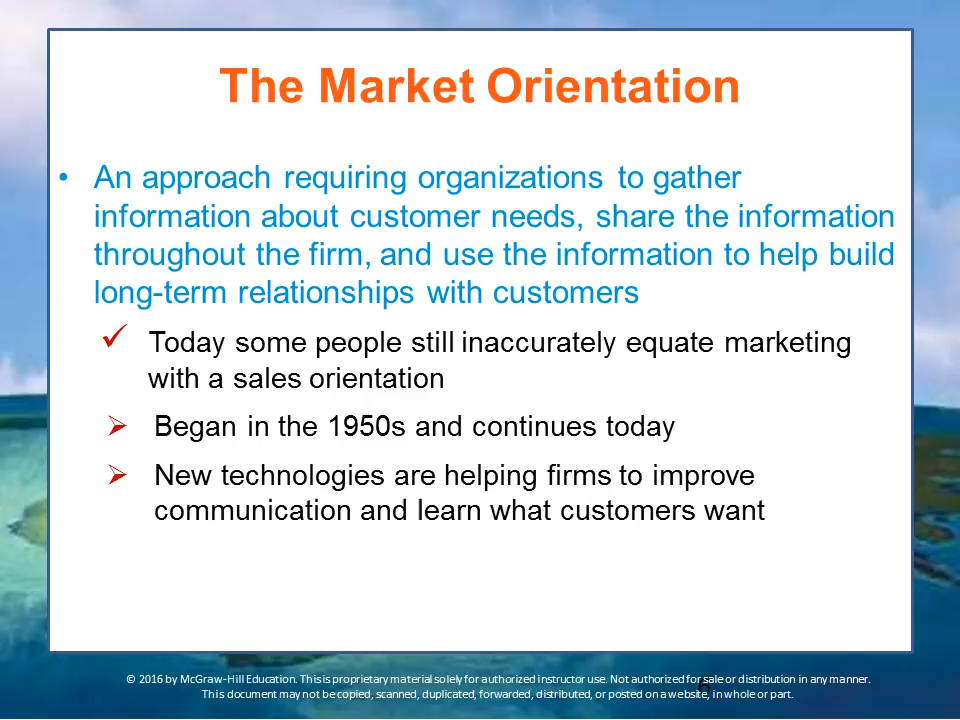 The Market Orientation
• An approach requiring organizations to gather
information about customer needs, share the information
throughout the firm, and use the information to help build
long-term relationships with customers
✓ Today some people still inaccurately equate marketing
with a sales orientation
➢ Began in the 1950s and continues today
➢ New technologies are helping firms to improve
communication and learn what customers want
© 2016 by McGraw-Hill Education. This is proprietary material solely for authorized instructor use. Not authorized for sale or distribution in any manner.
This document may not be copied, scanned, duplicated, forwarded, distributed, or posted on a website, in whole or part.